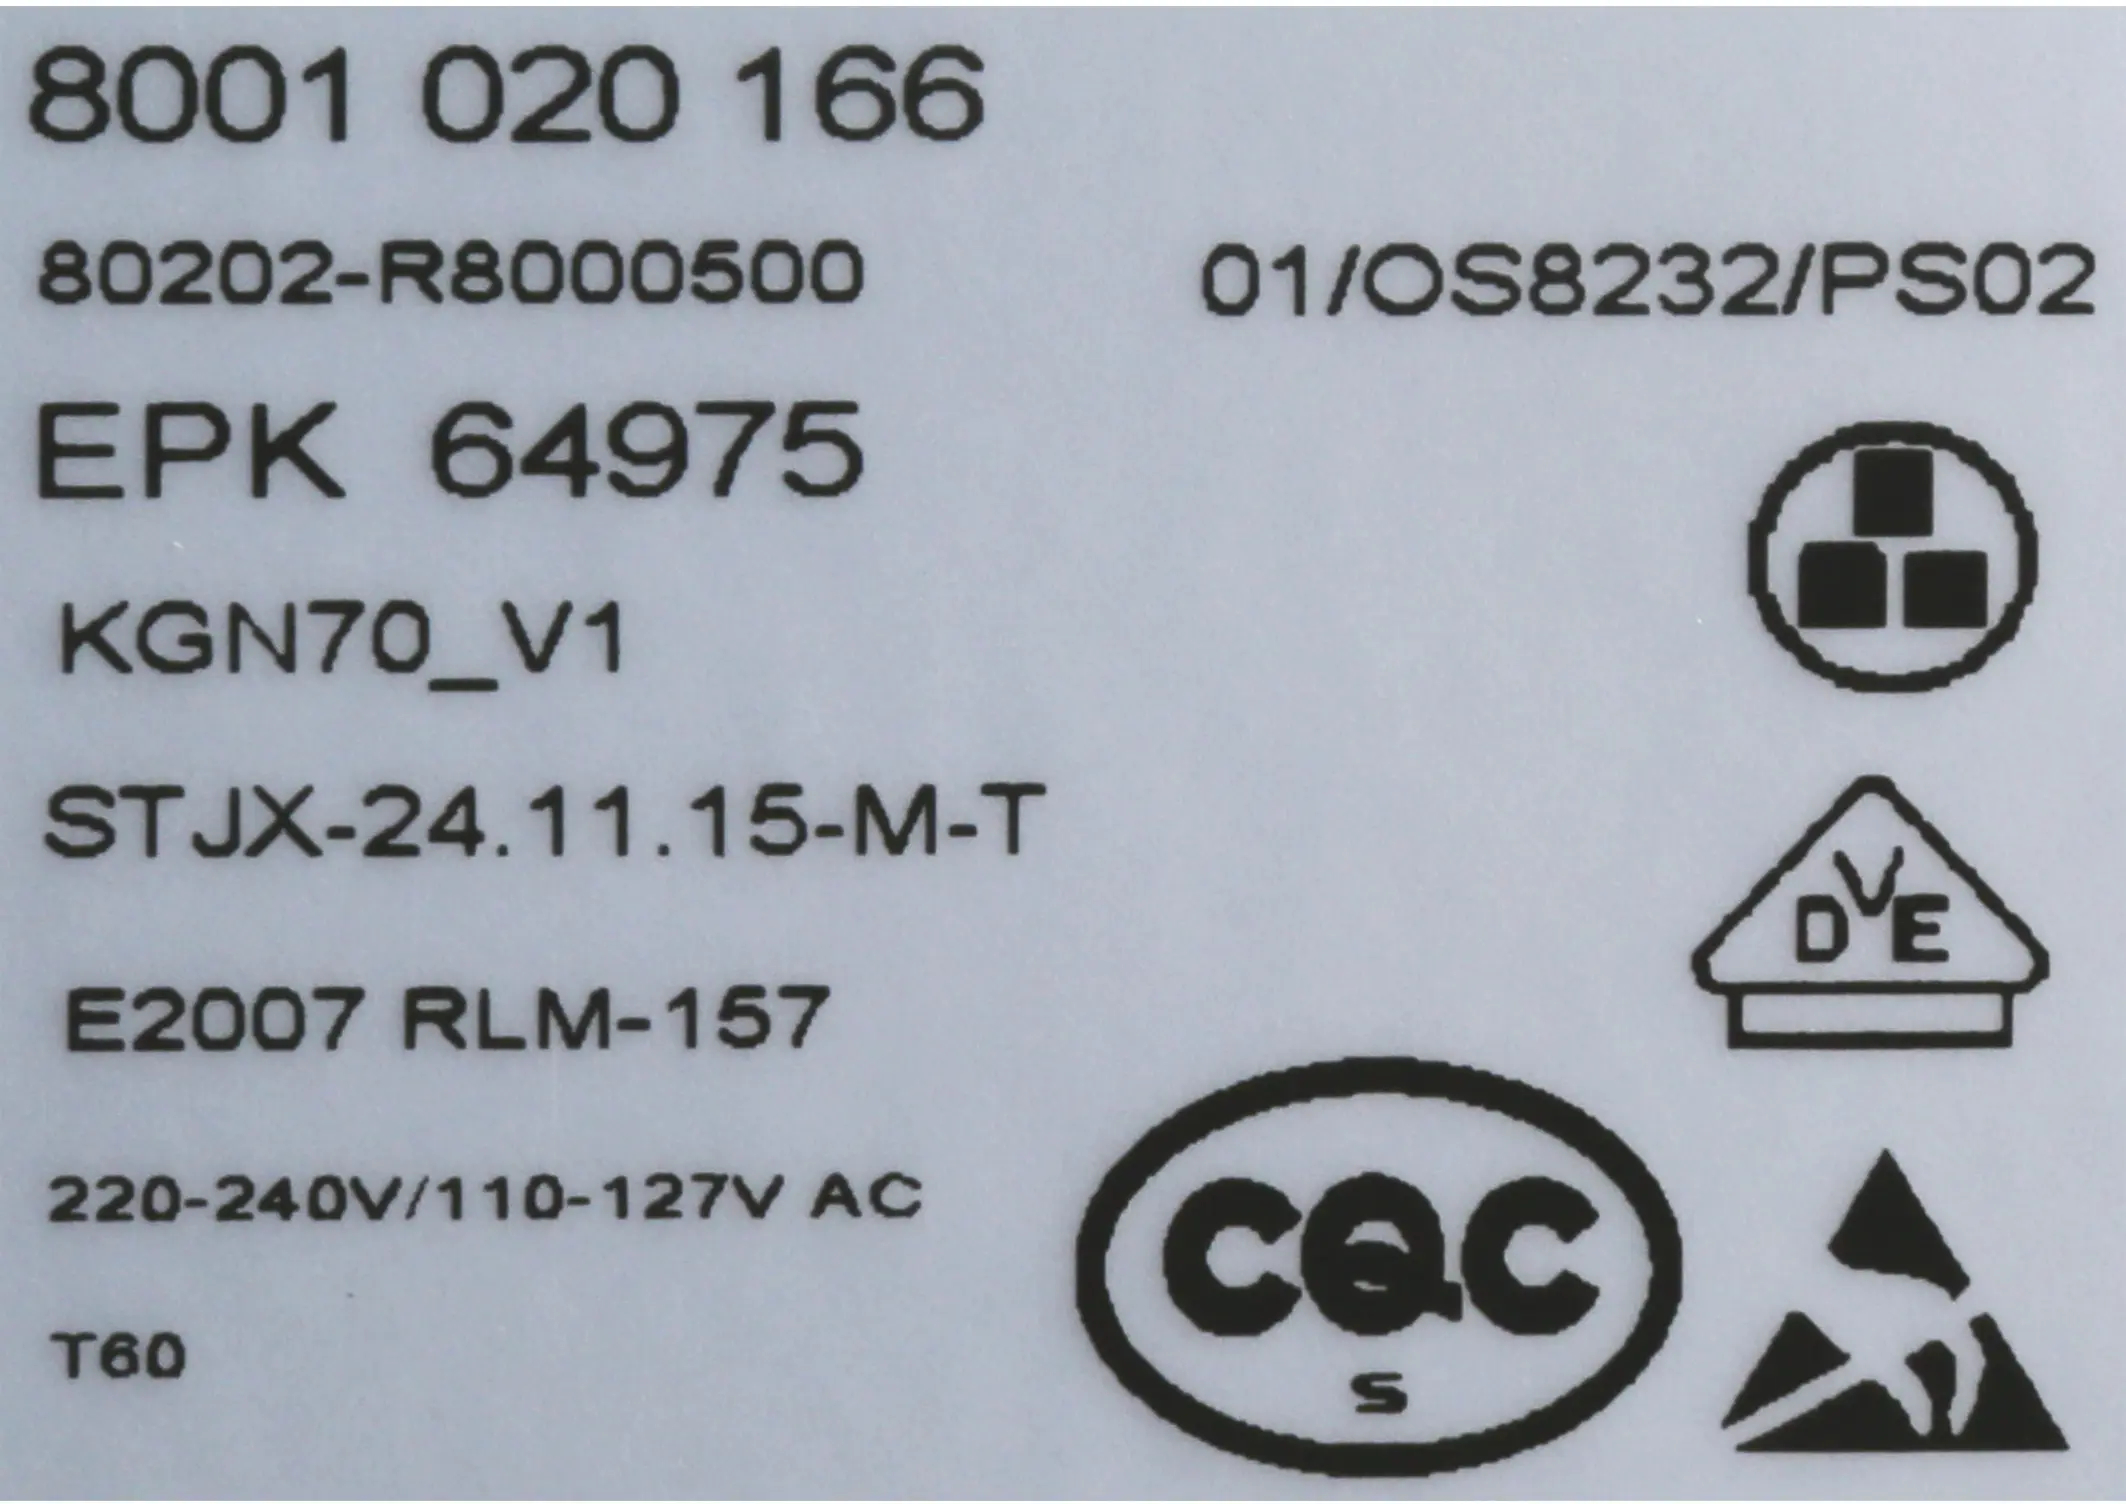 8001 020 166
80202-R8000500
01/OS8232/PS02
EPK 64975
KGN70_V1
STJX-24.11.15-M-T
DVE
E2007 RLM-157
220-240V/110-127V AC
CQC
S
T60